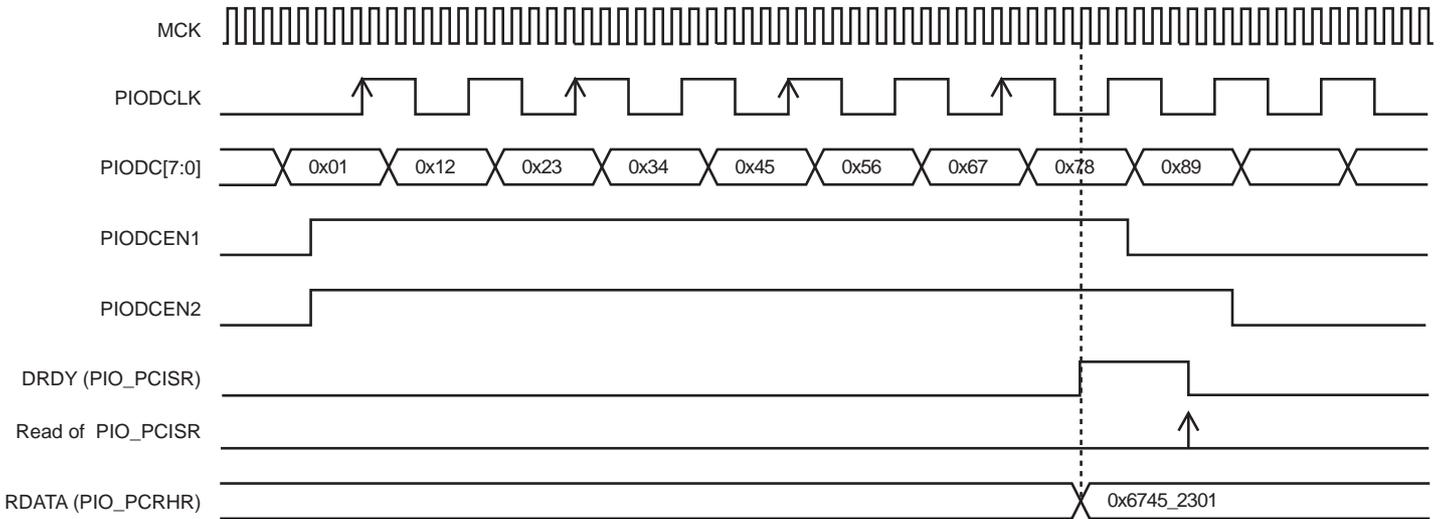 MCK
PIODCLK
PIODC[7:0] 0x01 0x12 0x23 0x34 0x45 0x56 0x67 0x78 0x89
PIODCEN1
PIODCEN2
DRDY (PIO_PCISR)
Read of PIO_PCISR
RDATA (PIO_PCRHR) 0x6745_2301